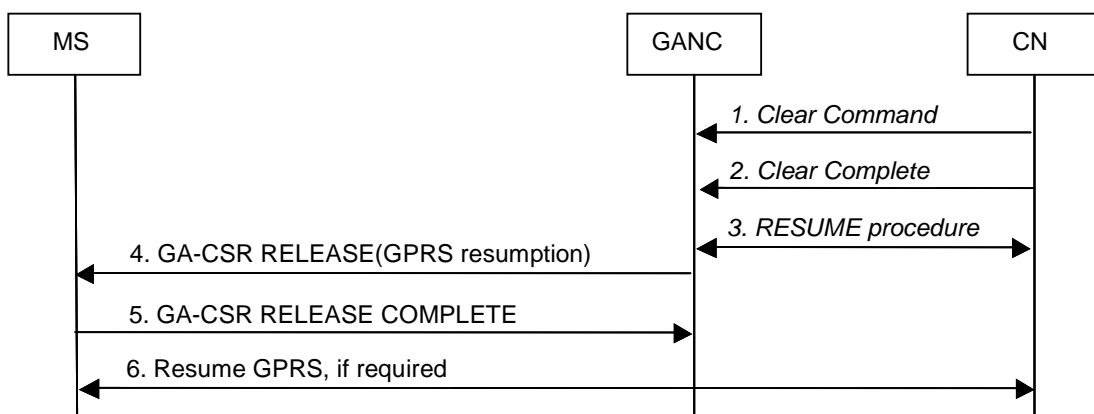 MS GANC CN
1. Clear Command
2. Clear Complete
3. RESUME procedure
4. GA-CSR RELEASE(GPRS resumption)
5. GA-CSR RELEASE COMPLETE
6. Resume GPRS, if required